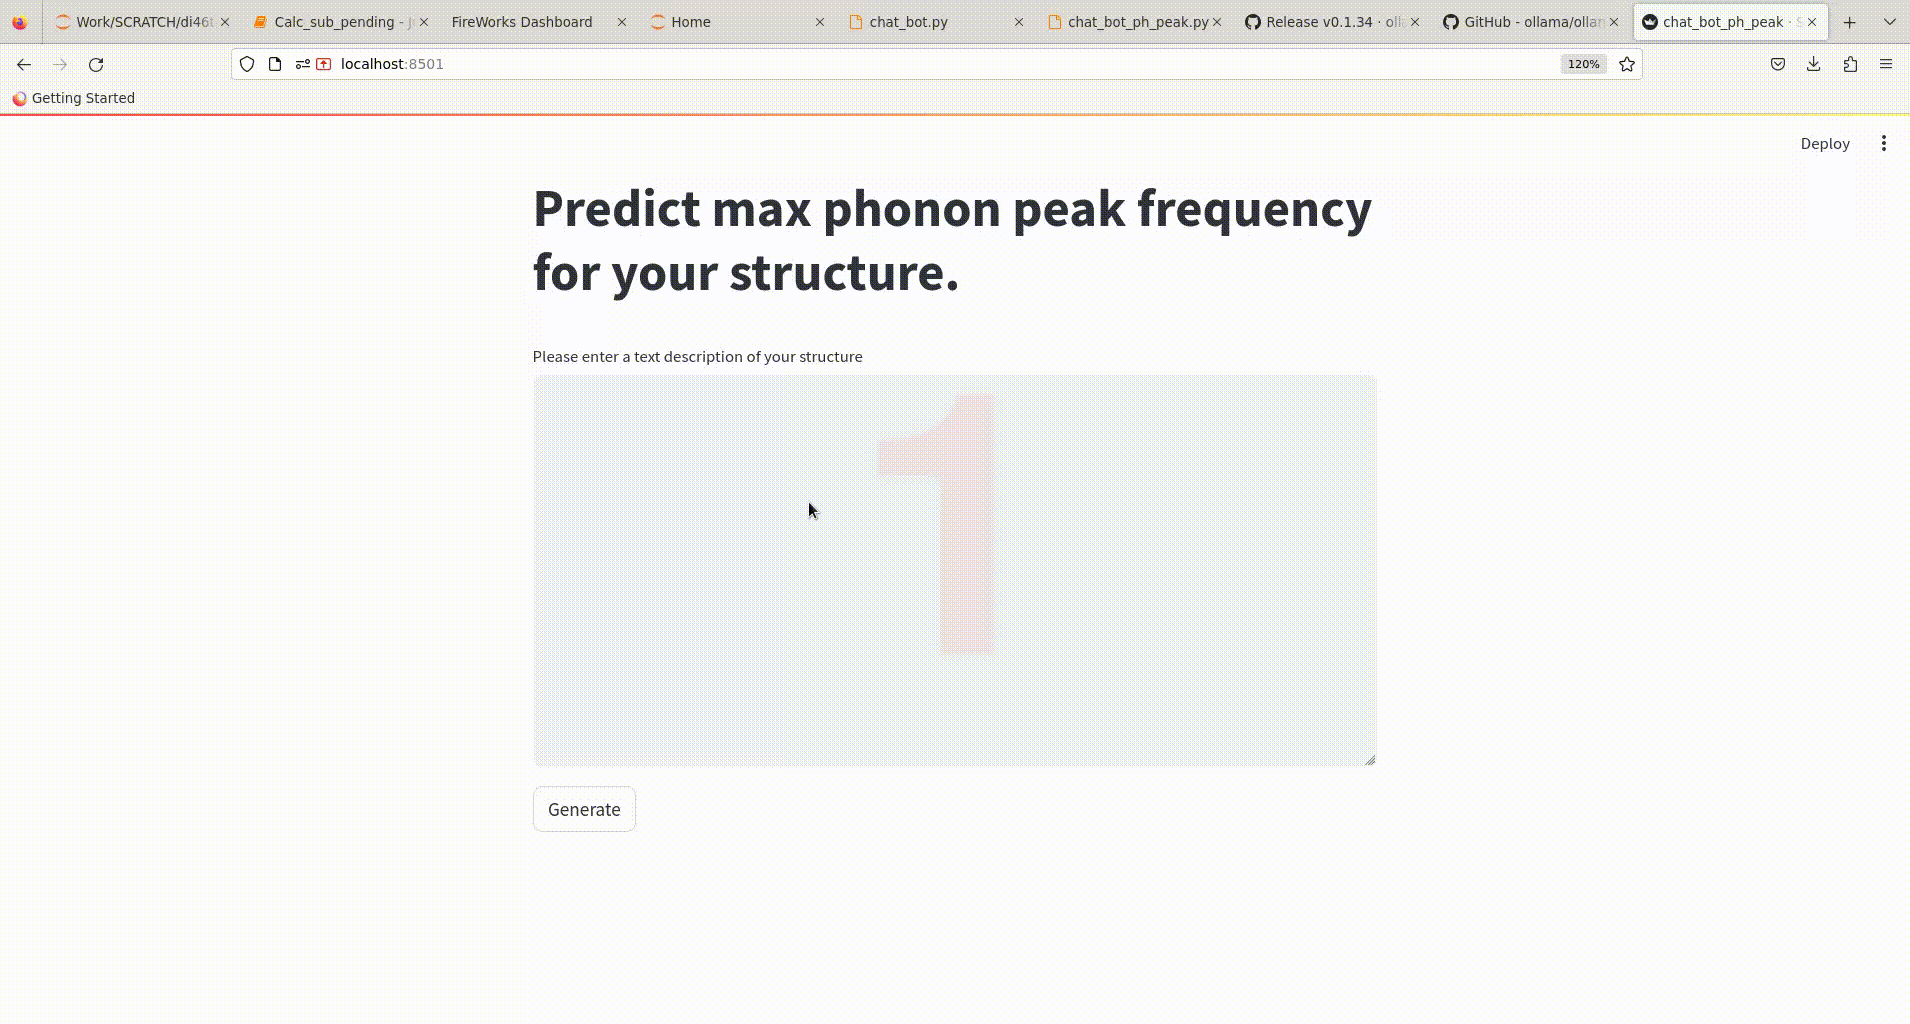 Work/SCRATCH/di46t
Calc_sub_pending - J
FireWorks Dashboard
Home
chat_bot.py
chat_bot_ph_peak.py
Release v0.1.34 · oll
GitHub - ollama/ollam
chat_bot_ph_peak · S
localhost:8501
120%
Getting Started
Deploy
Predict max phonon peak frequency
for your structure.
Please enter a text description of your structure
1
Generate